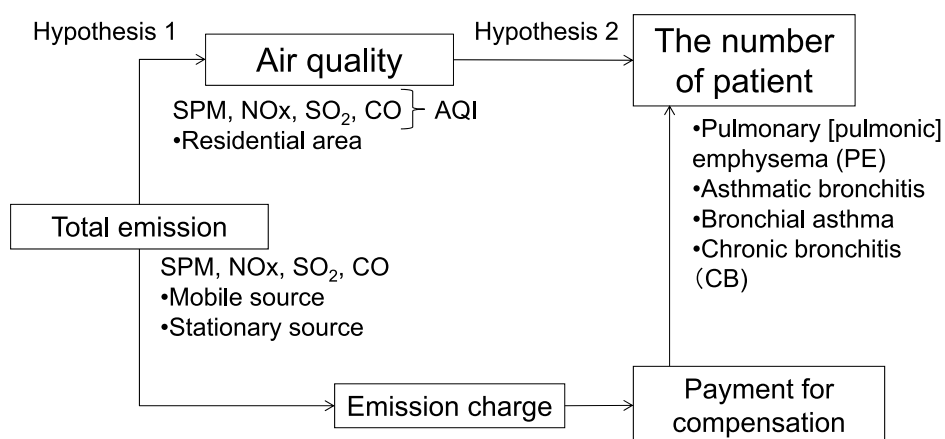 Hypothesis 1
Air quality
Hypothesis 2
The number
of patient
SPM, NOx, SO₂, CO
AQI
•Residential area
•Pulmonary [pulmonic]
emphysema (PE)
•Asthmatic bronchitis
•Bronchial asthma
•Chronic bronchitis
（CB)
Total emission
SPM, NOx, SO₂, CO
•Mobile source
•Stationary source
Emission charge
Payment for
compensation